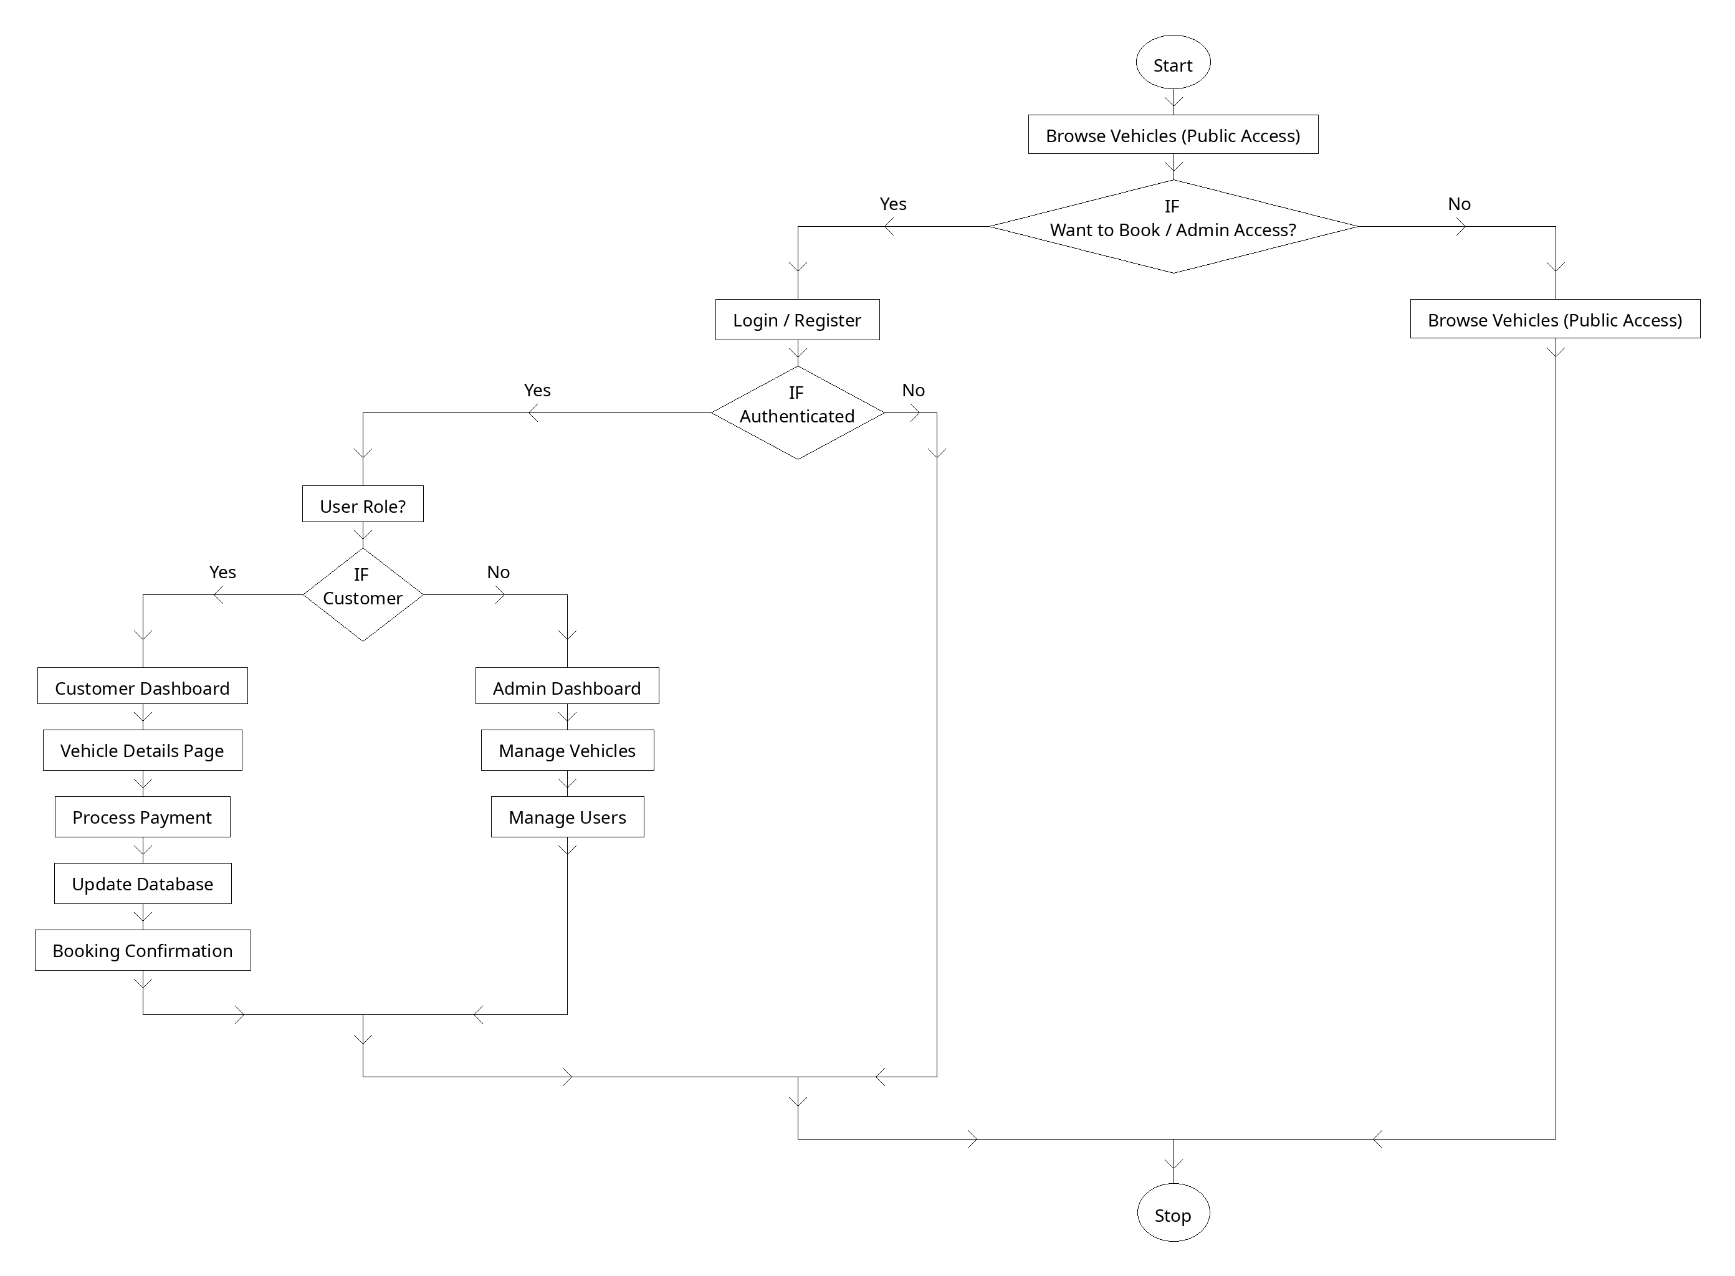 Start
Browse Vehicles (Public Access)
Yes
IF
Want to Book / Admin Access?
No
Login / Register
Browse Vehicles (Public Access)
Yes
IF
Authenticated
No
User Role?
Yes
IF
Customer
No
Customer Dashboard
Admin Dashboard
Vehicle Details Page
Manage Vehicles
Process Payment
Manage Users
Update Database
Booking Confirmation
Stop